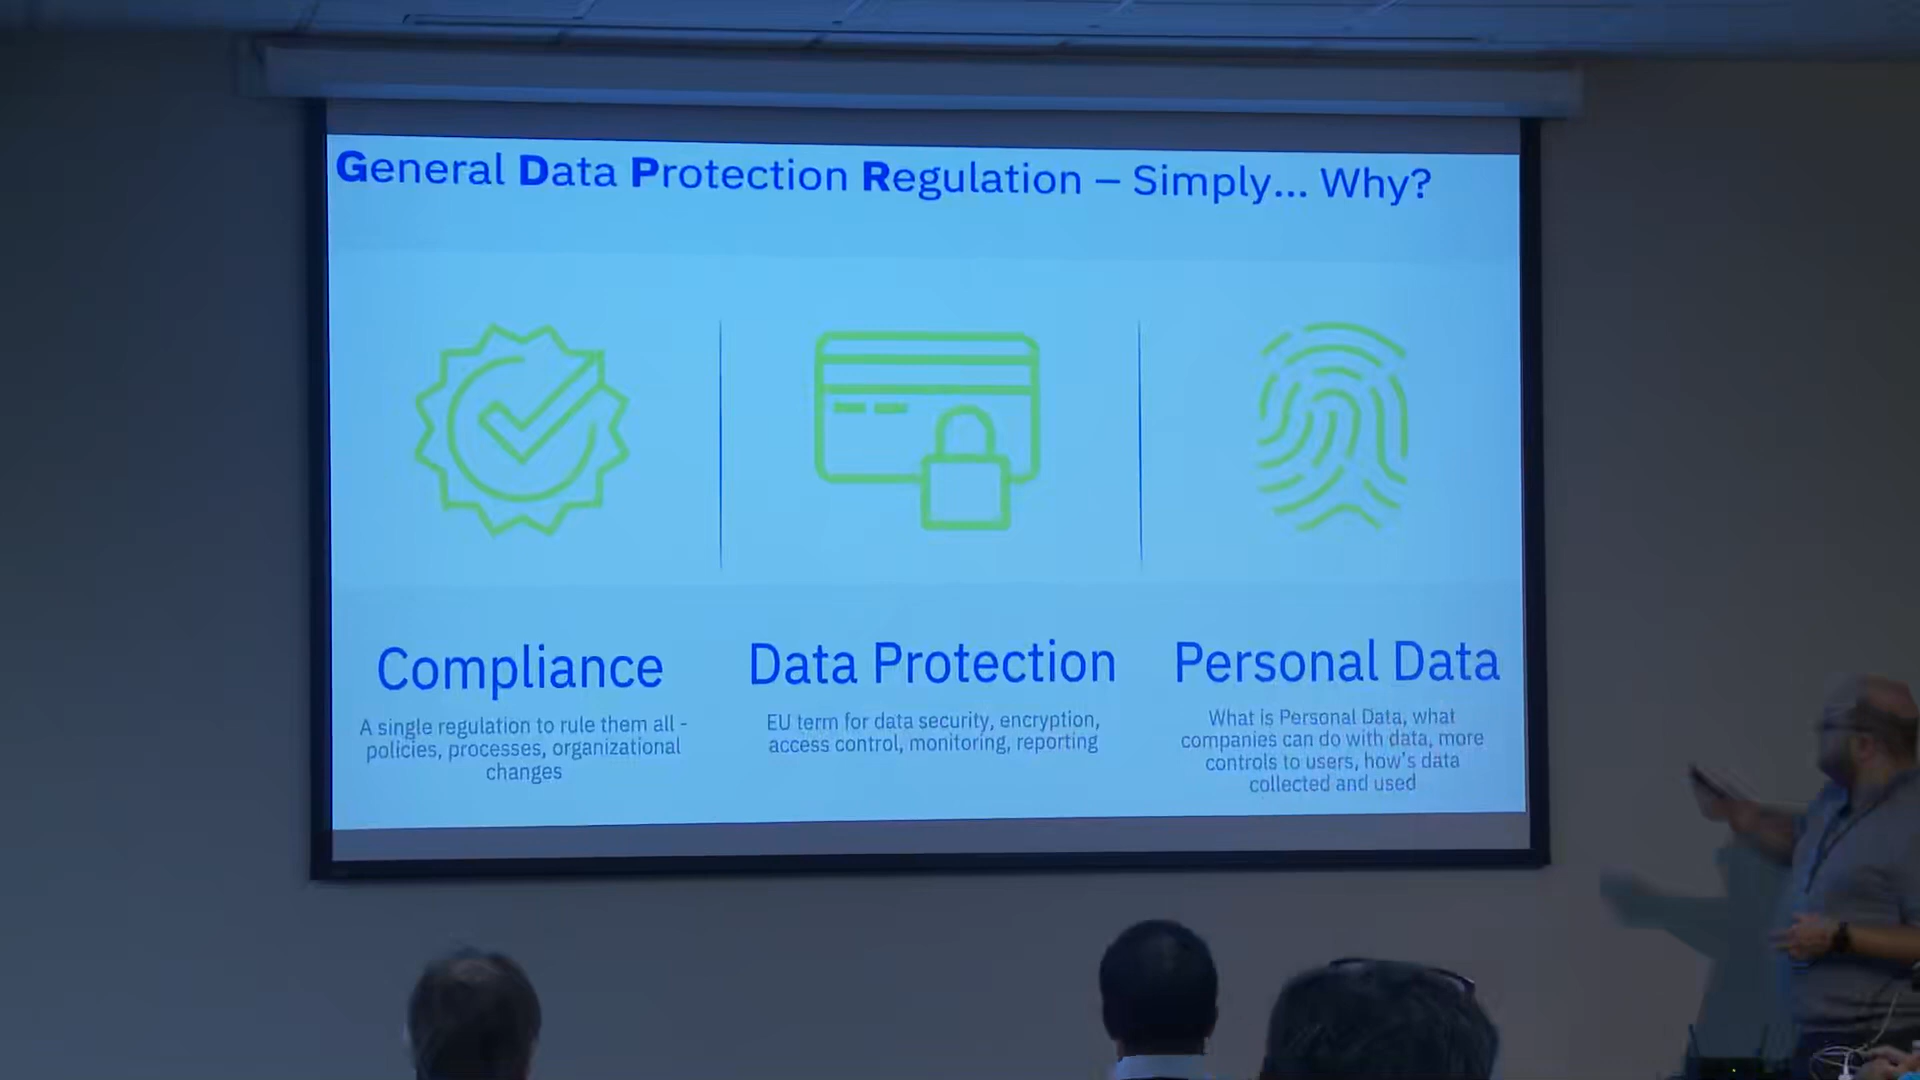 General Data Protection Regulation – Simply... Why?
Compliance
A single regulation to rule them all -
policies, processes, organizational
changes
Data Protection
EU term for data security, encryption,
access control, monitoring, reporting
Personal Data
What is Personal Data, what
companies can do with data, more
controls to users, how's data
collected and used